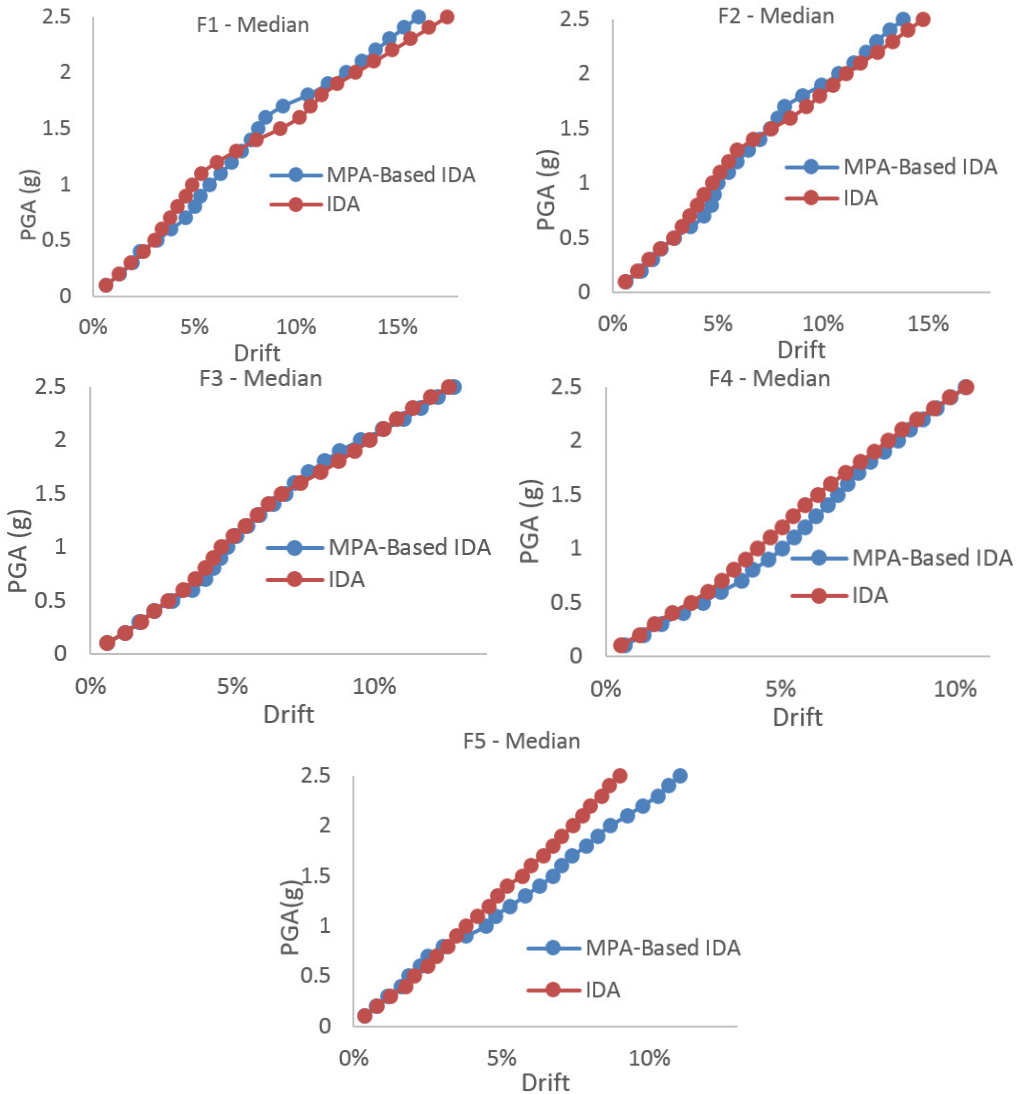 F1 - Median
2.5
2
1.5
1
0.5
0
PGA (g)
MPA-Based IDA
IDA
0% 5% 10% 15%
Drift
F2 - Median
2.5
2
1.5
1
0.5
0
PGA (g)
MPA-Based IDA
IDA
0% 5% 10% 15%
Drift
F3 - Median
2.5
2
1.5
1
0.5
0
PGA (g)
MPA-Based IDA
IDA
0% 5% 10%
Drift
F4 - Median
2.5
2
1.5
1
0.5
0
PGA (g)
MPA-Based IDA
IDA
0% 5% 10%
Drift
F5 - Median
2.5
2
1.5
1
0.5
0
PGA(g)
MPA-Based IDA
IDA
0% 5% 10%
Drift